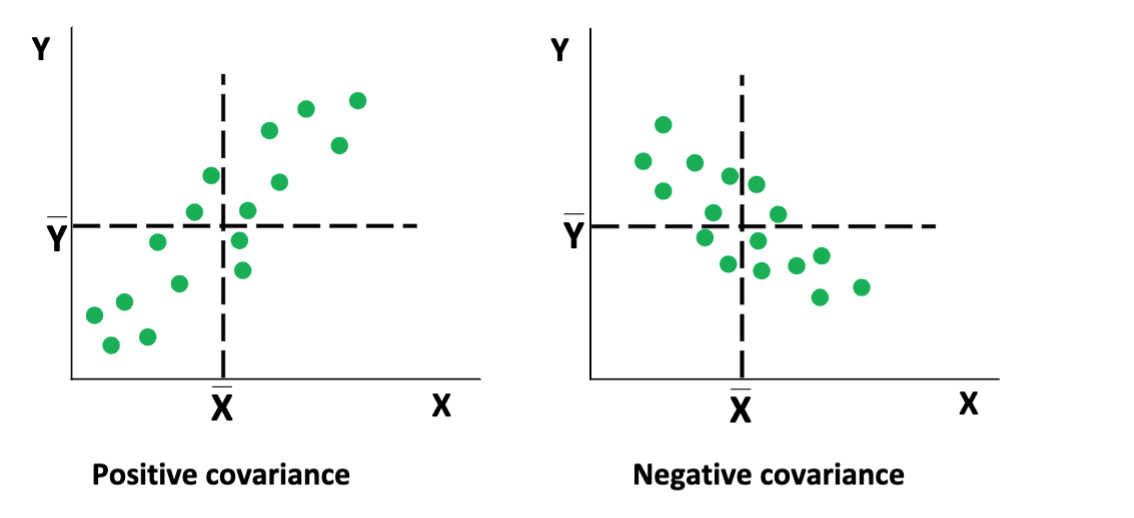 Y
Y̅
X̅
X
Positive covariance
Y
Y̅
X̅
X
Negative covariance